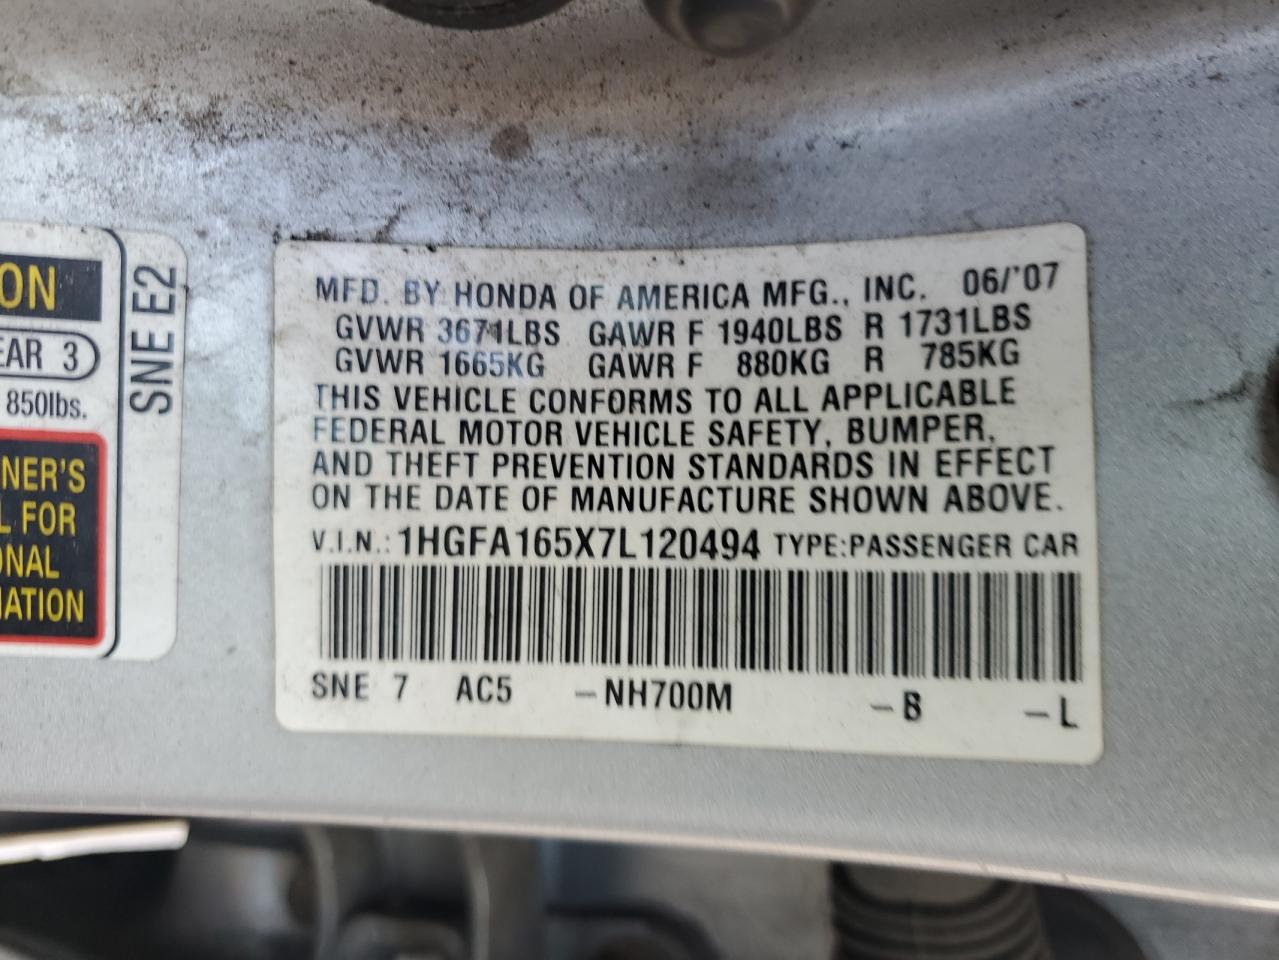 ON
EAR 3
850lbs.
NER'S
L FOR
ONAL
MATION
SNE E2
MFD. BY HONDA OF AMERICA MFG., INC. 06/'07
GVWR 3671LBS GAWR F 1940LBS R 1731LBS
GVWR 1665KG GAWR F 880KG R 785KG
THIS VEHICLE CONFORMS TO ALL APPLICABLE
FEDERAL MOTOR VEHICLE SAFETY, BUMPER,
AND THEFT PREVENTION STANDARDS IN EFFECT
ON THE DATE OF MANUFACTURE SHOWN ABOVE.
V.I.N.: 1HGFA165X7L120494 TYPE:PASSENGER CAR
SNE 7 AC5 –NH700M –B –L